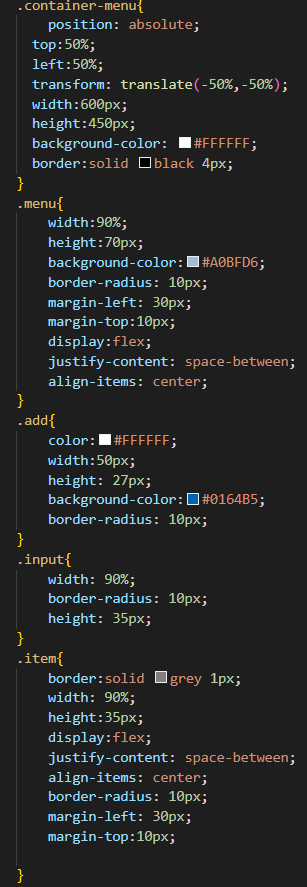 .container-menu{
position: absolute;
top:50%;
left:50%;
transform: translate(-50%,-50%);
width:600px;
height:450px;
background-color: #FFFFFF;
border:solid black 4px;
}
.menu{
width:90%;
height:70px;
background-color:#A0BFD6;
border-radius: 10px;
margin-left: 30px;
margin-top:10px;
display:flex;
justify-content: space-between;
align-items: center;
}
.add{
color:#FFFFFF;
width:50px;
height: 27px;
background-color:#0164B5;
border-radius: 10px;
}
.input{
width: 90%;
border-radius: 10px;
height: 35px;
}
.item{
border:solid grey 1px;
width: 90%;
height:35px;
display:flex;
justify-content: space-between;
align-items: center;
border-radius: 10px;
margin-left: 30px;
margin-top:10px;
}